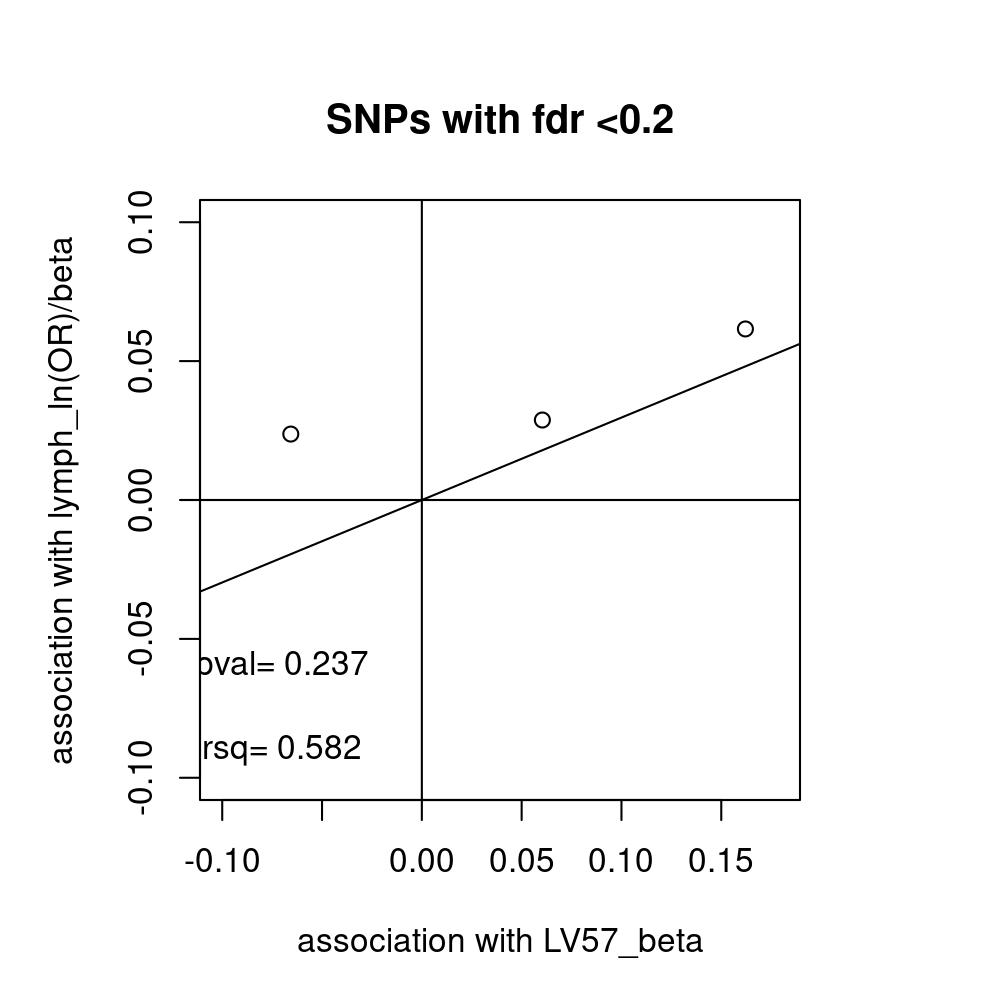 SNPs with fdr <0.2
association with lymph_ln(OR)/beta
0.10
0.05
0.00
-0.05
-0.10
pval= 0.237
rsq= 0.582
-0.10 0.00 0.05 0.10 0.15
association with LV57_beta